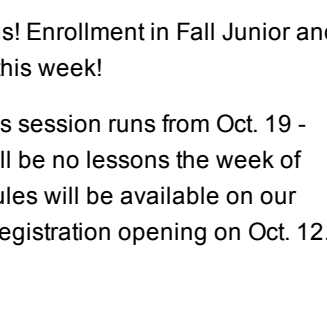 s! Enrollment in Fall Junior and
this week!
s session runs from Oct. 19 -
ll be no lessons the week of
ules will be available on our
egistration opening on Oct. 12.